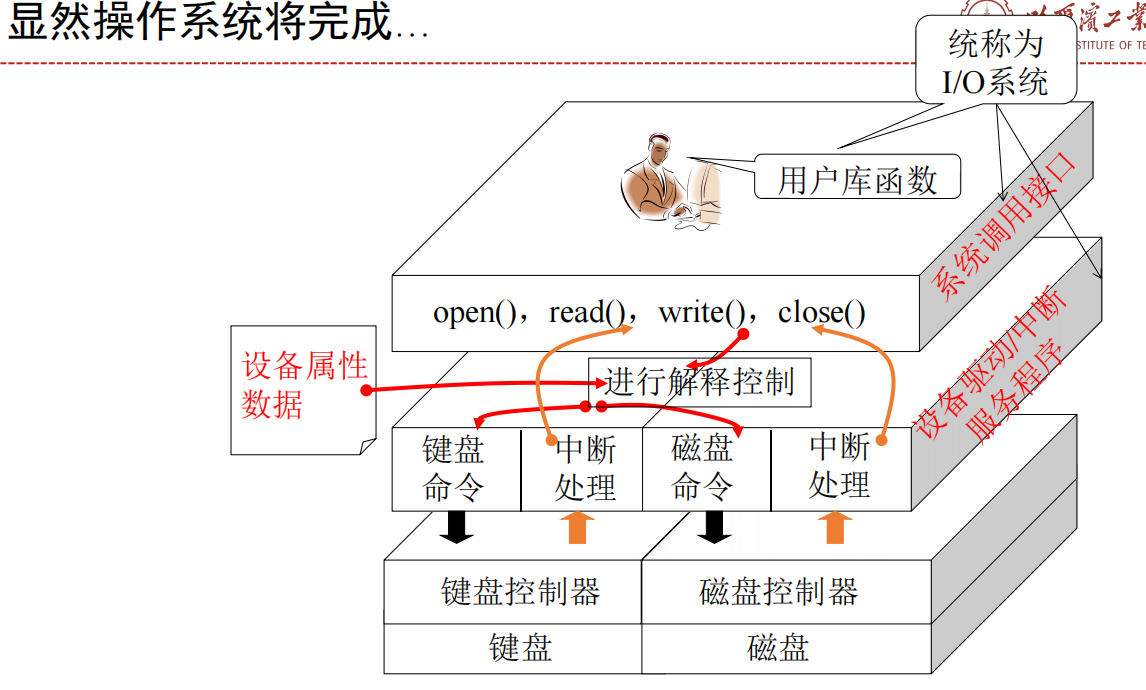 显然操作系统将完成…
STITUTE OF TE
统称为
I/O系统
用户库函数
系统调用接口
open()，read()，write()，close()
设备属性
数据
进行解释控制
设备驱动/中断
服务程序
键盘
命令
中断
处理
磁盘
命令
中断
处理
键盘控制器
磁盘控制器
键盘
磁盘